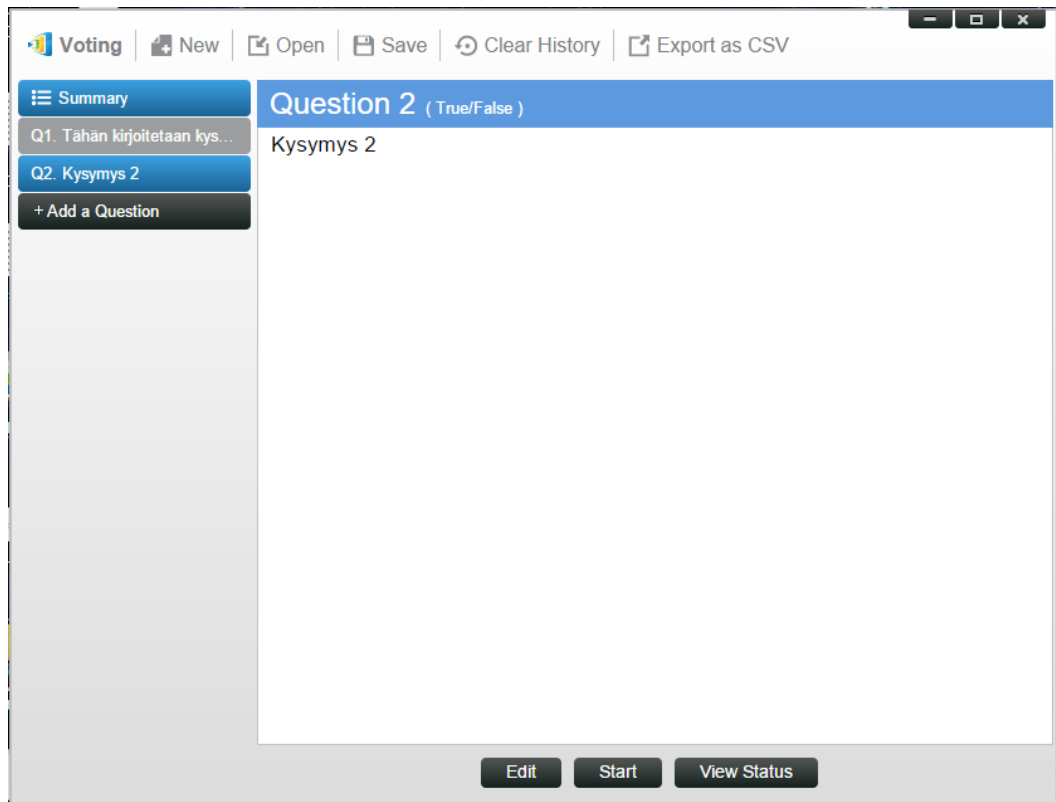 Voting New Open Save Clear History Export as CSV
Summary
Q1. Tähän kirjoitetaan kys...
Q2. Kysymys 2
+ Add a Question
Question 2 ( True/False )
Kysymys 2
Edit Start View Status